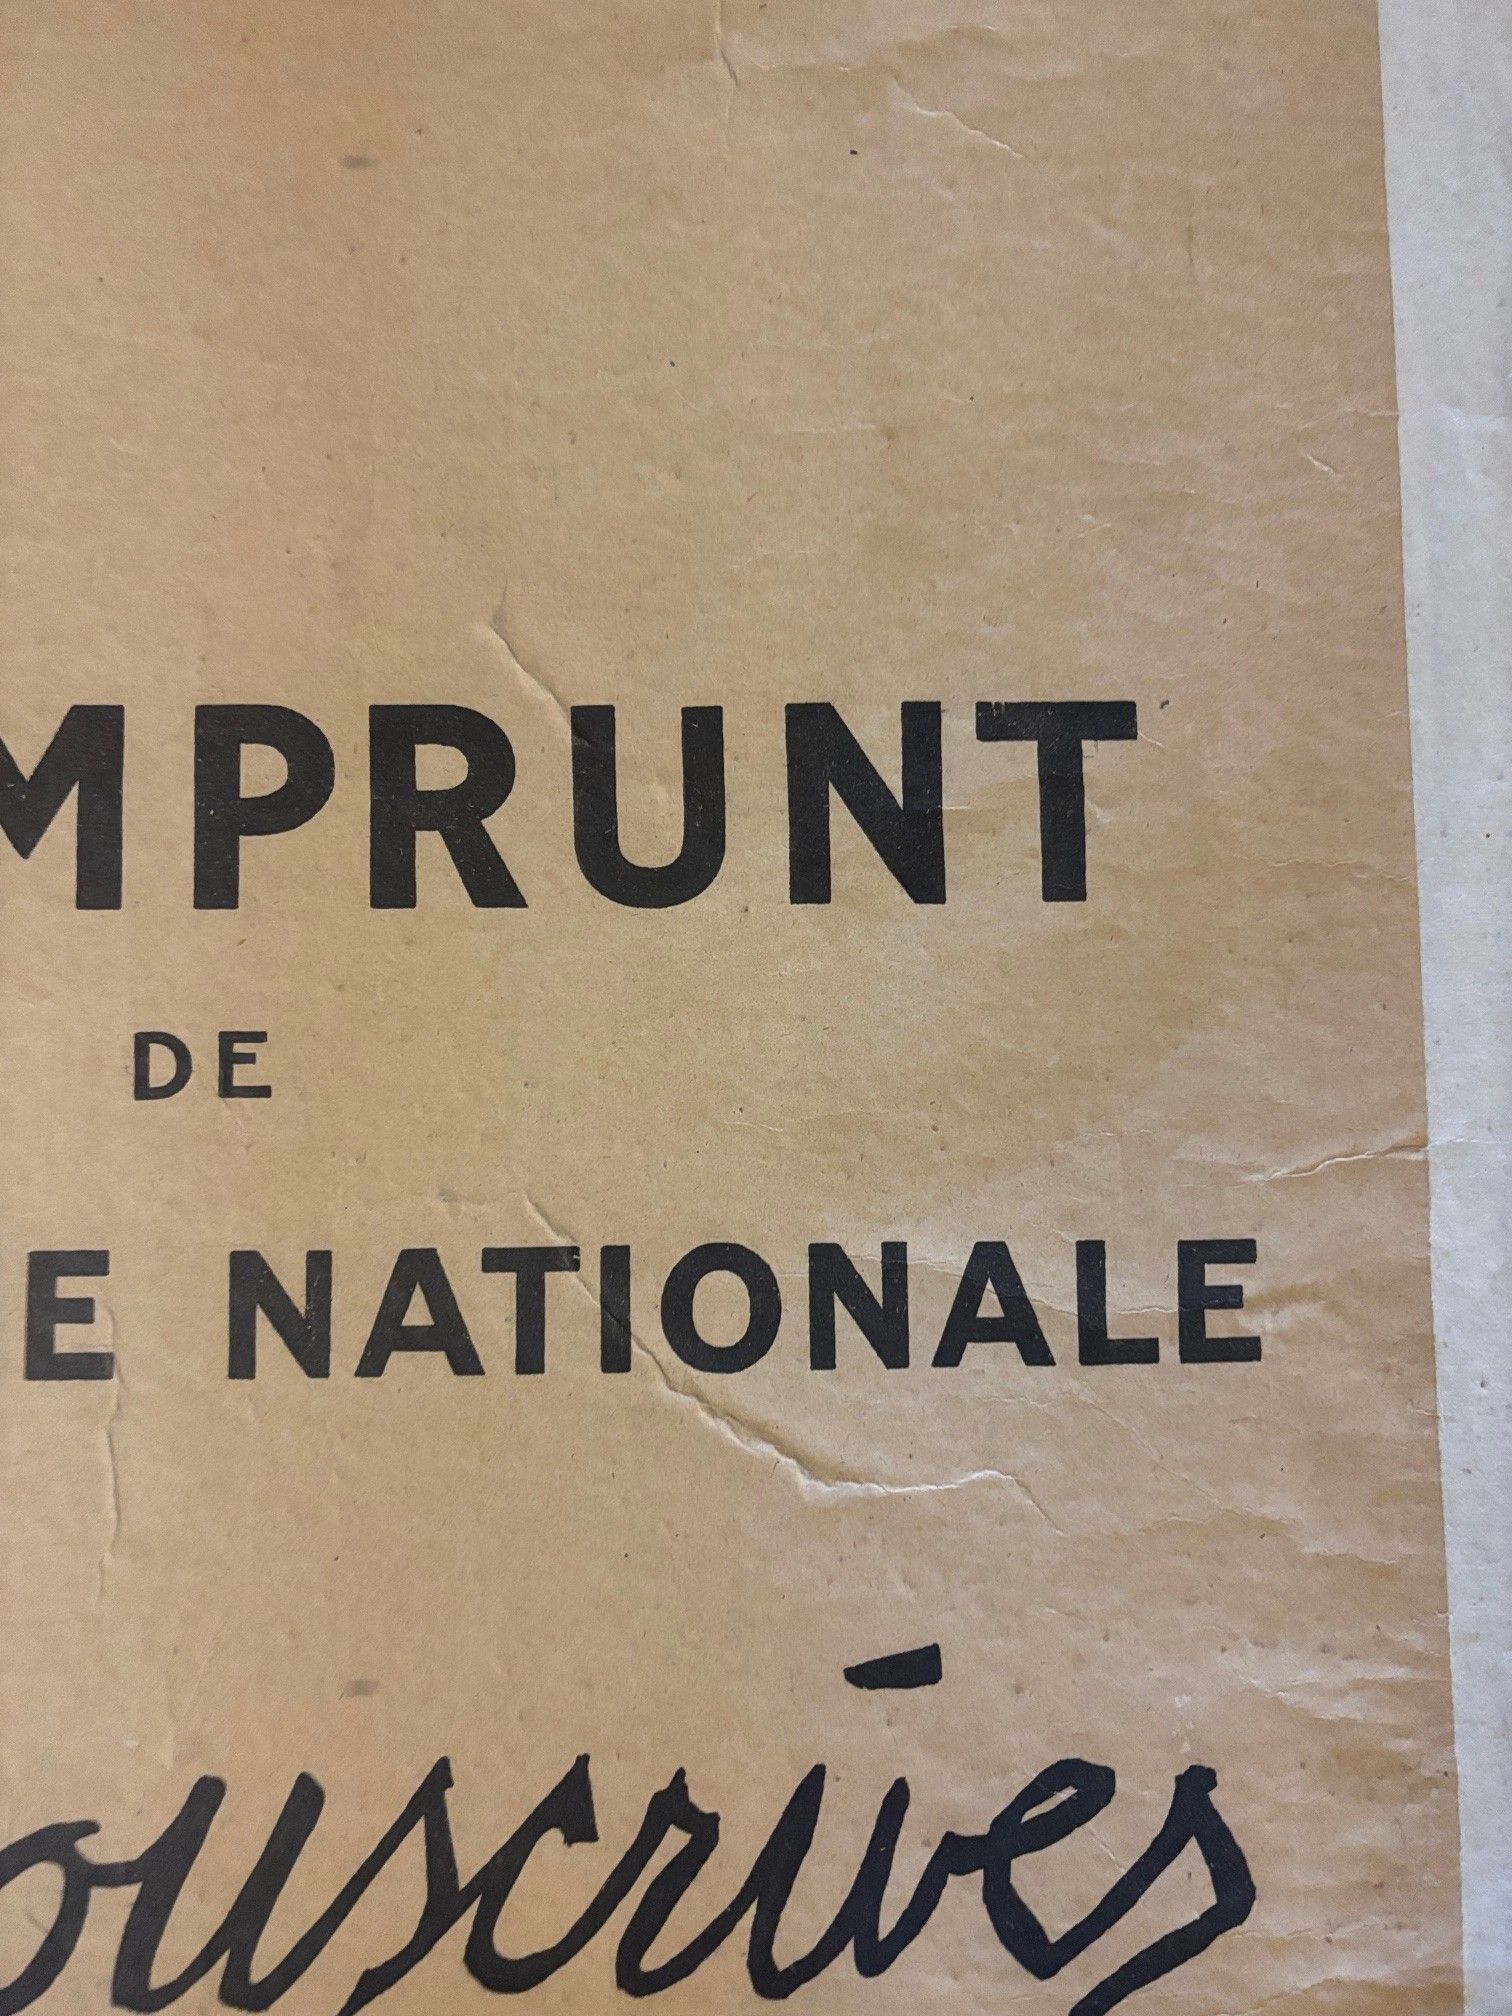 MPRUNT
DE
E NATIONALE
ouscrives